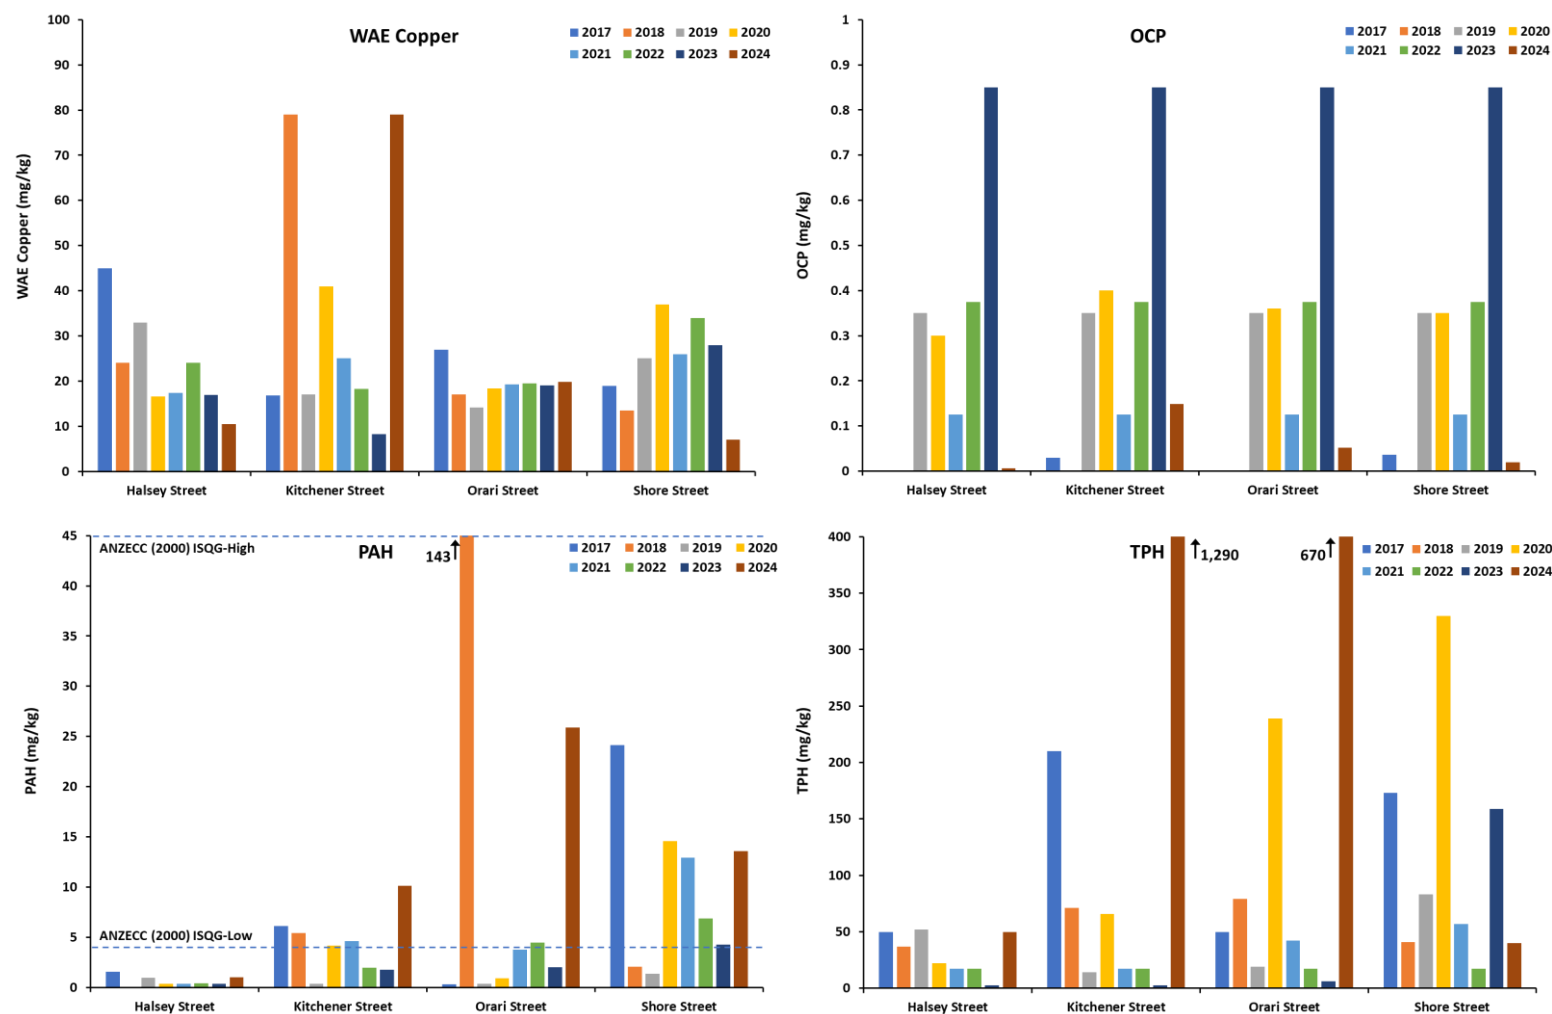 WAE Copper
2017 2018 2019 2020
2021 2022 2023 2024
WAE Copper (mg/kg)
100
90
80
70
60
50
40
30
20
10
0
Halsey Street Kitchener Street Orari Street Shore Street
OCP
2017 2018 2019 2020
2021 2022 2023 2024
OCP (mg/kg)
1
0.9
0.8
0.7
0.6
0.5
0.4
0.3
0.2
0.1
0
Halsey Street Kitchener Street Orari Street Shore Street
PAH
2017 2018 2019 2020
2021 2022 2023 2024
ANZECC (2000) ISQG-High
143
ANZECC (2000) ISQG-Low
PAH (mg/kg)
45
40
35
30
25
20
15
10
5
0
Halsey Street Kitchener Street Orari Street Shore Street
TPH
1,290
670
2017 2018 2019 2020
2021 2022 2023 2024
TPH (mg/kg)
400
350
300
250
200
150
100
50
0
Halsey Street Kitchener Street Orari Street Shore Street